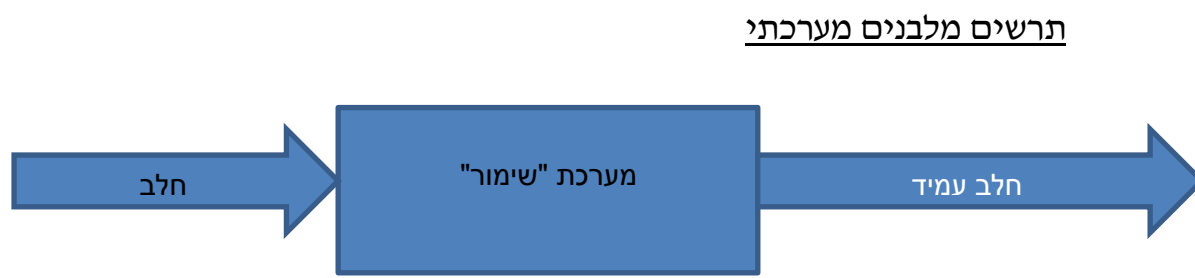 תרשים מלבנים מערכתי
חלב
מערכת "שימור"
חלב עמיד